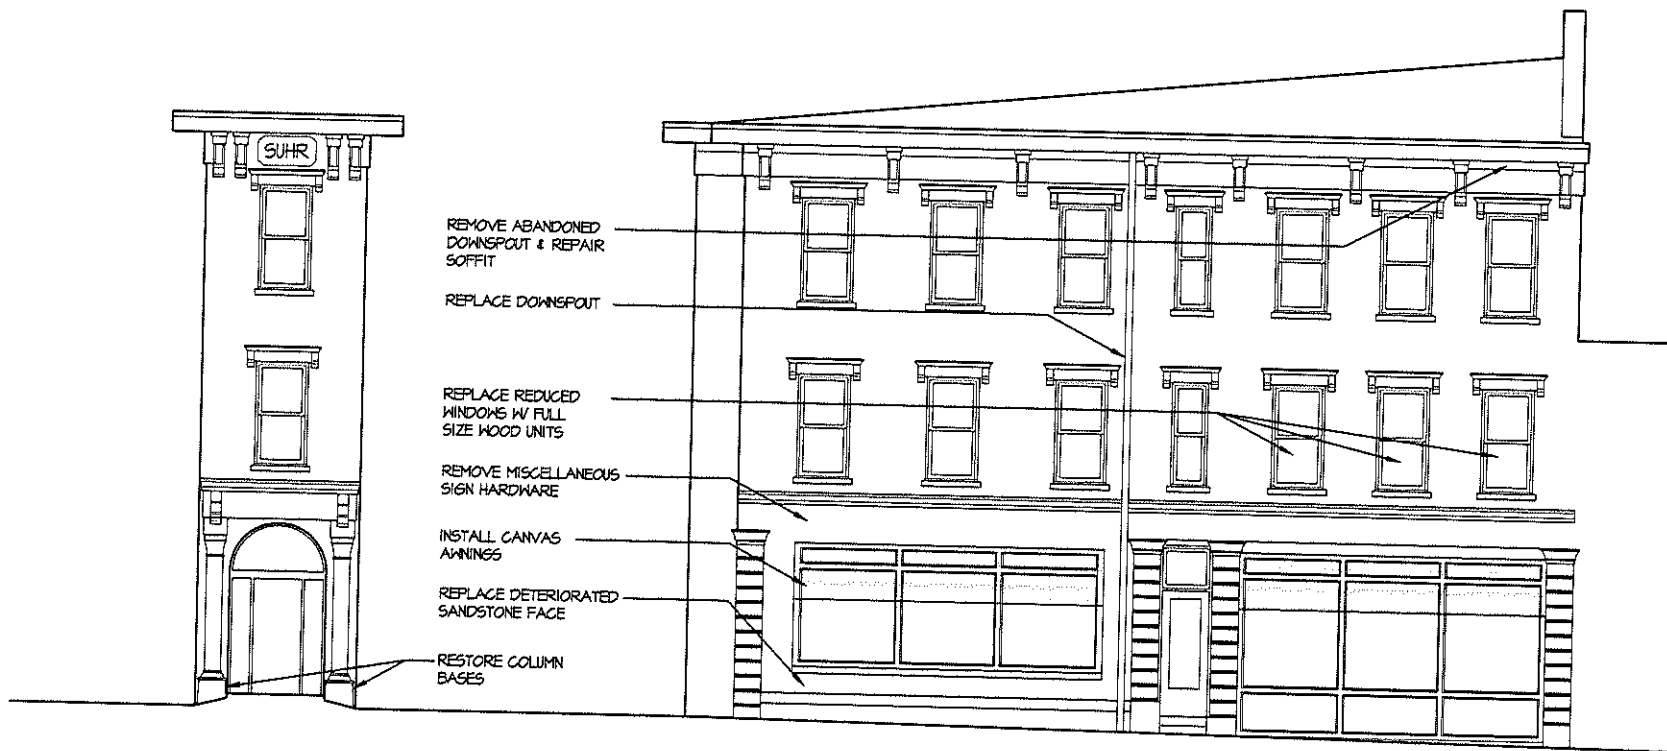 SUHR
REMOVE ABANDONED
DOWNSPOUT & REPAIR
SOFFIT
REPLACE DOWNSPOUT
REPLACE REDUCED
WINDOWS W/ FULL
SIZE WOOD UNITS
REMOVE MISCELLANEOUS
SIGN HARDWARE
INSTALL CANVAS
AWNINGS
REPLACE DETERIORATED
SANDSTONE FACE
RESTORE COLUMN
BASES